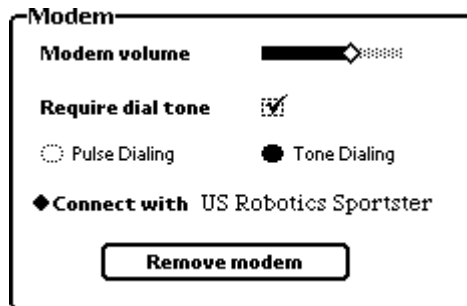 Modem
Modem volume
Require dial tone
Pulse Dialing Tone Dialing
Connect with US Robotics Sportster
Remove modem